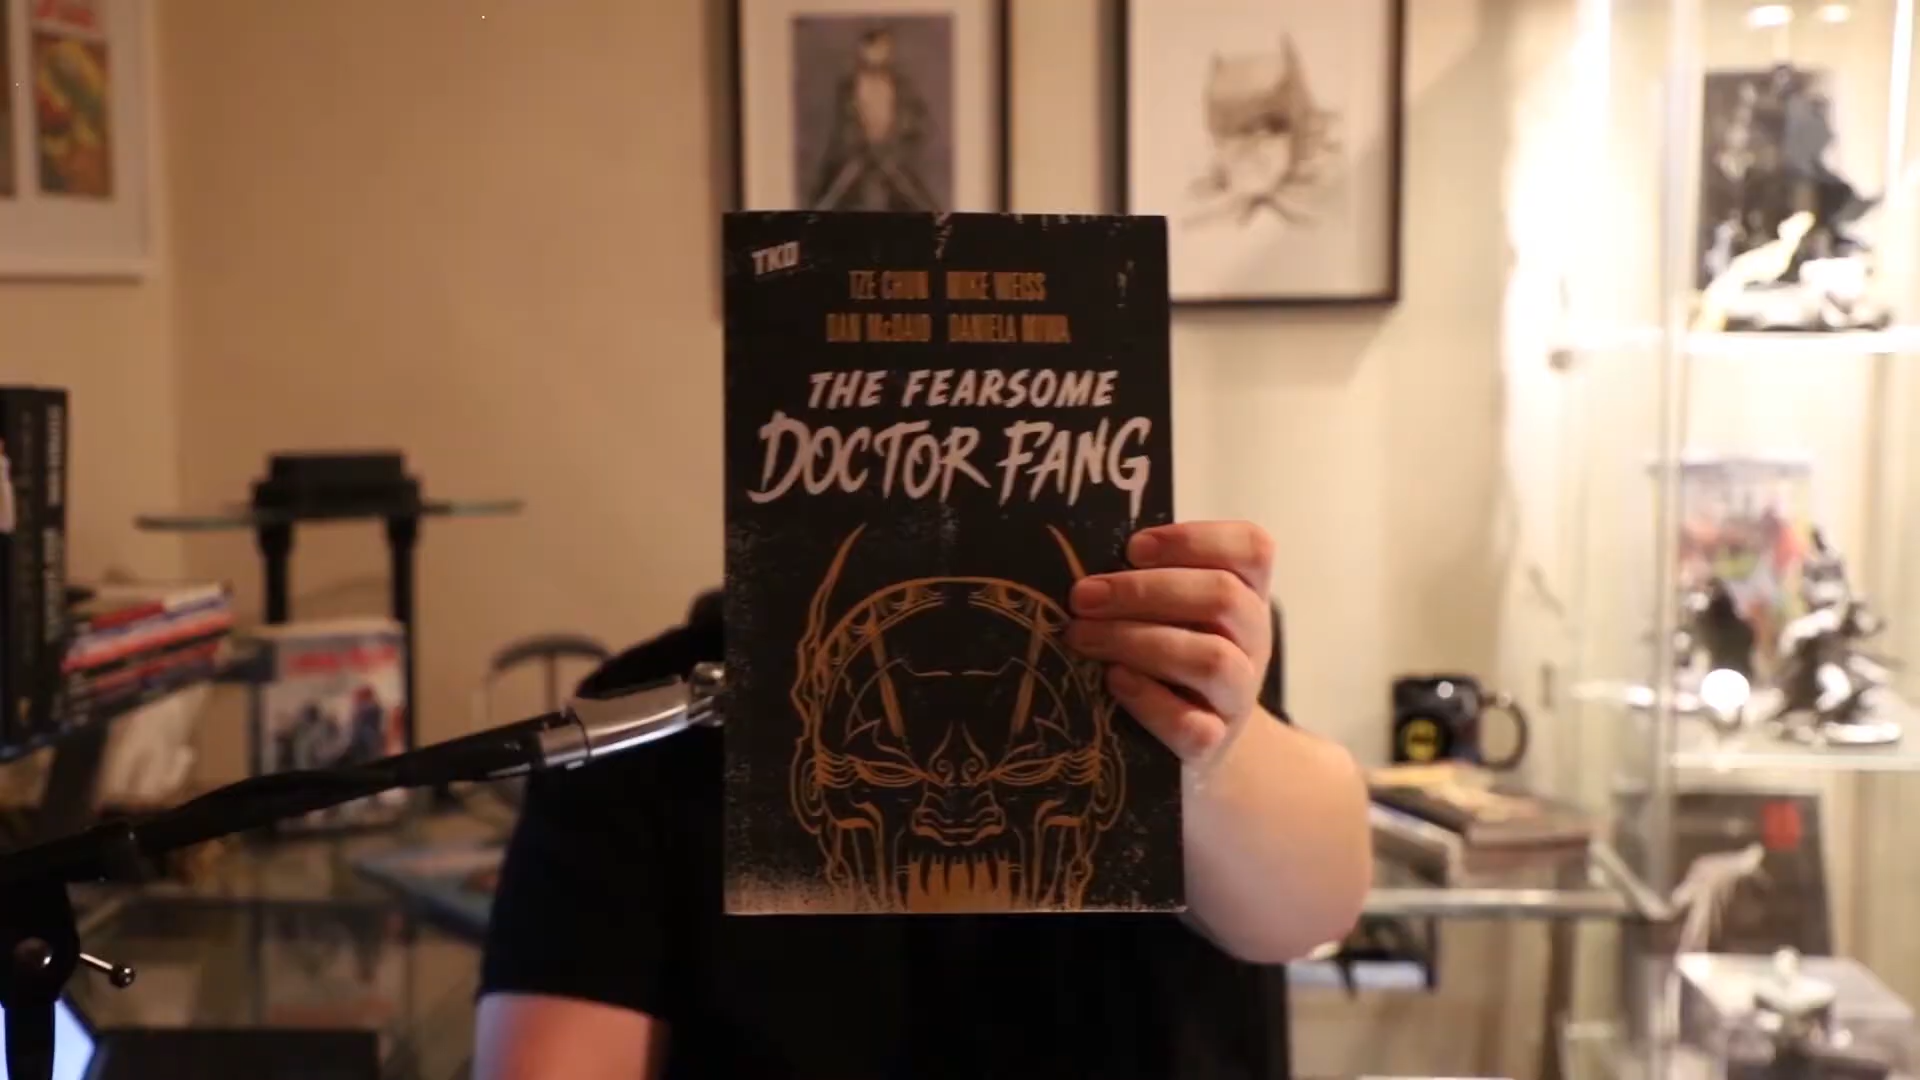 TKO
TZE CHUN MIKE WEISS
DAN McDAID DANIELA MIWA
THE FEARSOME
DOCTOR FANG